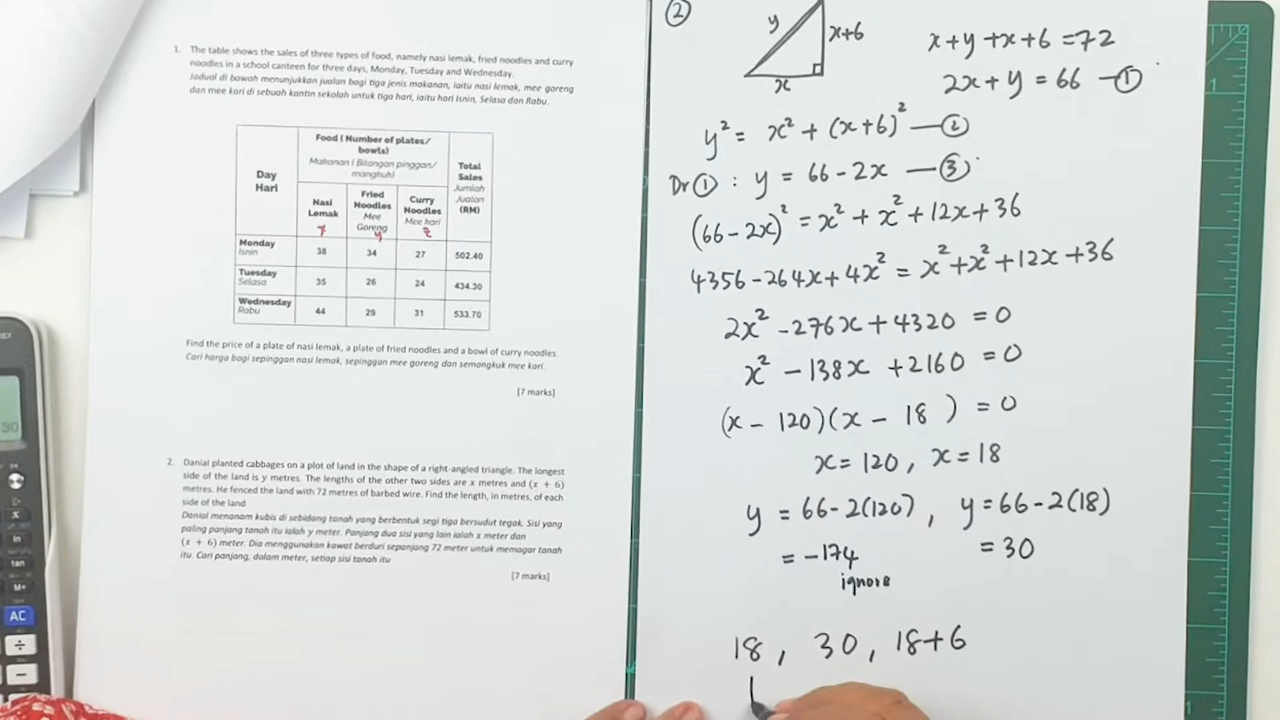 1. The table shows the sales of three types of food, namely nasi lemak, fried noodles and curry
noodles in a school canteen for three days, Monday, Tuesday and Wednesday.
Jadual di bawah menunjukkan jualan bagi tiga jenis makanan, iaitu nasi lemak, mee goreng
dan mee kari di sebuah kantin sekolah untuk tiga hari, iaitu hari Isnin, Selasa dan Rabu.
Day
Hari
Food ( Number of plates/
bowls)
Makanan ( Bilangan pinggan/
mangkuk)
Total
Sales
Jumlah
Jualan
(RM)
Nasi
Lemak
x
Fried
Noodles
Mee
Goreng
y
Curry
Noodles
Mee kari
z
Monday
Isnin
38 34 27 502.40
Tuesday
Selasa
35 26 24 434.30
Wednesday
Rabu
44 29 31 533.70
Find the price of a plate of nasi lemak, a plate of fried noodles and a bowl of curry noodles.
Cari harga bagi sepinggan nasi lemak, sepinggan mee goreng dan semangkuk mee kari.
[7 marks]
2. Danial planted cabbages on a plot of land in the shape of a right-angled triangle. The longest
side of the land is y metres. The lengths of the other two sides are x metres and (x + 6)
metres. He fenced the land with 72 metres of barbed wire. Find the length, in metres, of each
side of the land
Danial menanam kubis di sebidang tanah yang berbentuk segi tiga bersudut tegak. Sisi yang
paling panjang tanah itu ialah y meter. Panjang dua sisi yang lain ialah x meter dan
(x + 6) meter. Dia menggunakan kawat berduri sepanjang 72 meter untuk memagar tanah
itu. Cari panjang, dalam meter, setiap sisi tanah itu
[7 marks]
②
y
x+6
x
x+y+x+6=72
2x+y=66 —①
y² = x² + (x+6)² —②
Dr ① : y = 66-2x —③
(66-2x)² = x²+x²+12x+36
4356-264x+4x² = x²+x²+12x+36
2x²-276x+4320 = 0
x²-138x+2160 = 0
(x-120)(x-18) = 0
x=120, x=18
y = 66-2(120), y=66-2(18)
= -174 = 30
ignore
18, 30, 18+6
AC
÷
M+
tan
ln
x
30
1
1